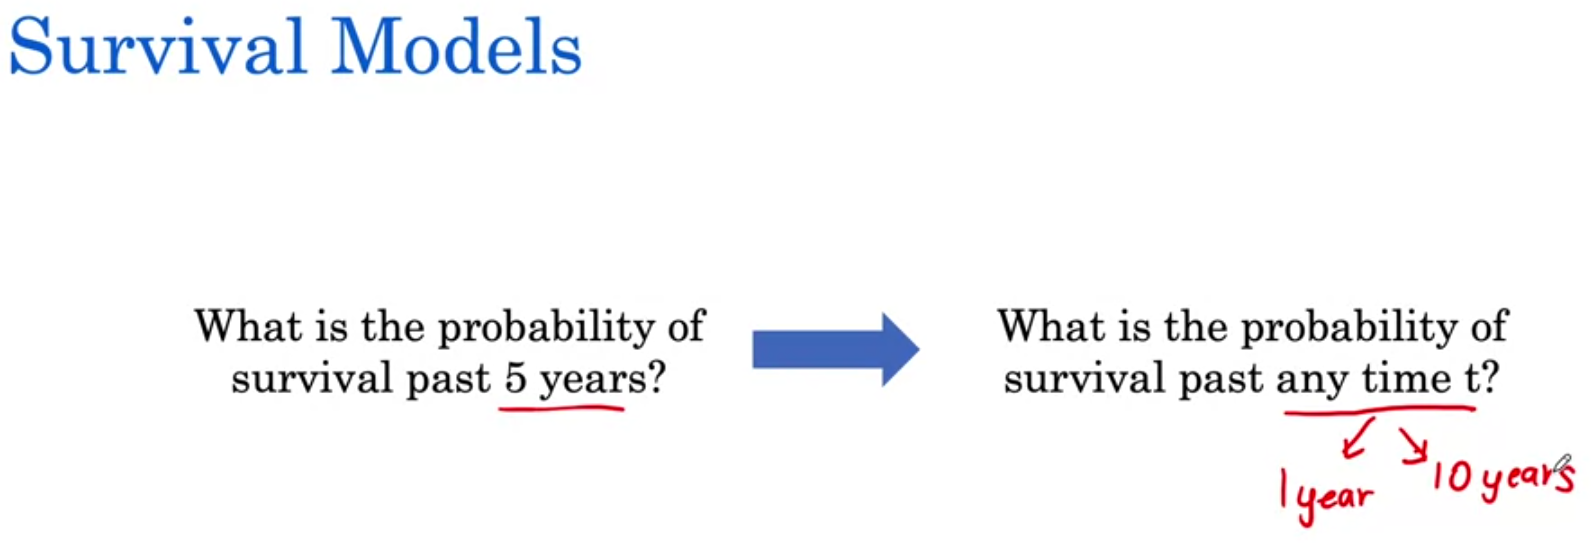 Survival Models
What is the probability of
survival past 5 years?
What is the probability of
survival past any time t?
1 year
10 years